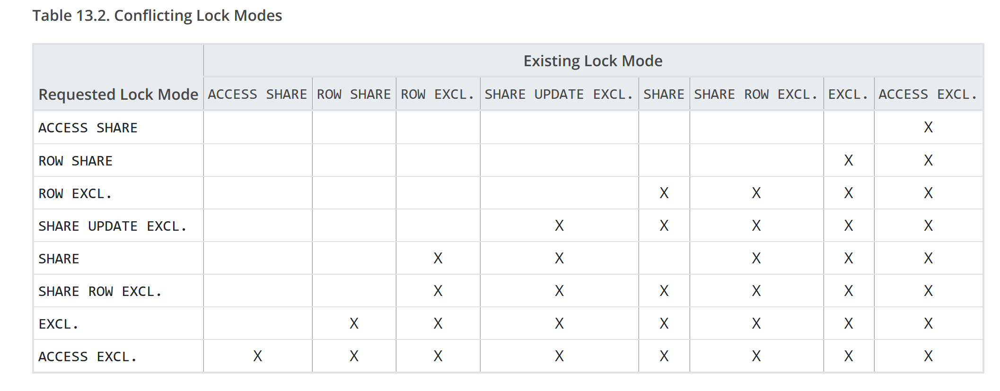 Table 13.2. Conflicting Lock Modes
Existing Lock Mode
Requested Lock Mode ACCESS SHARE ROW SHARE ROW EXCL. SHARE UPDATE EXCL. SHARE SHARE ROW EXCL. EXCL. ACCESS EXCL.
ACCESS SHARE X
ROW SHARE X X
ROW EXCL. X X X X
SHARE UPDATE EXCL. X X X X X
SHARE X X X X X
SHARE ROW EXCL. X X X X X X
EXCL. X X X X X X X
ACCESS EXCL. X X X X X X X X